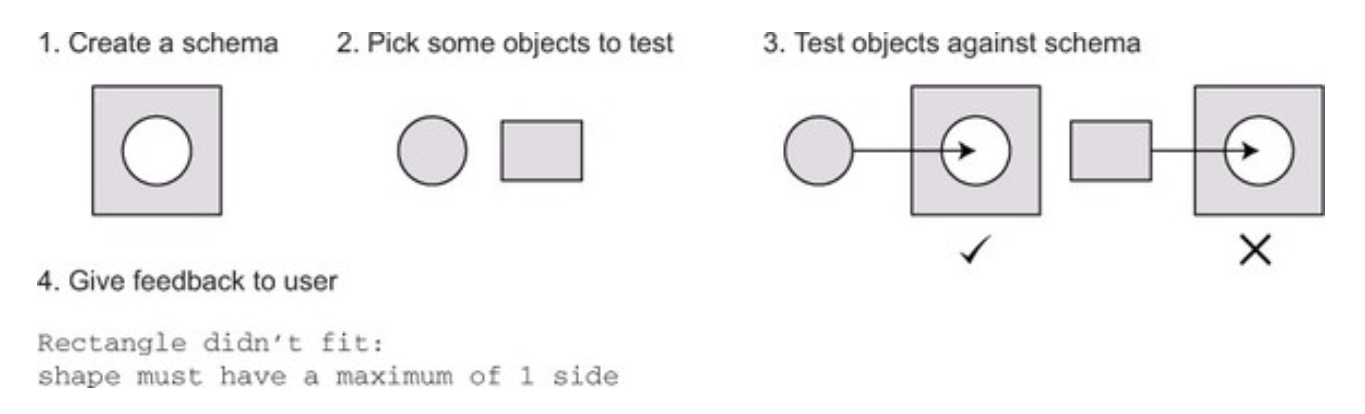 1. Create a schema
2. Pick some objects to test
3. Test objects against schema
4. Give feedback to user
Rectangle didn’t fit:
shape must have a maximum of 1 side